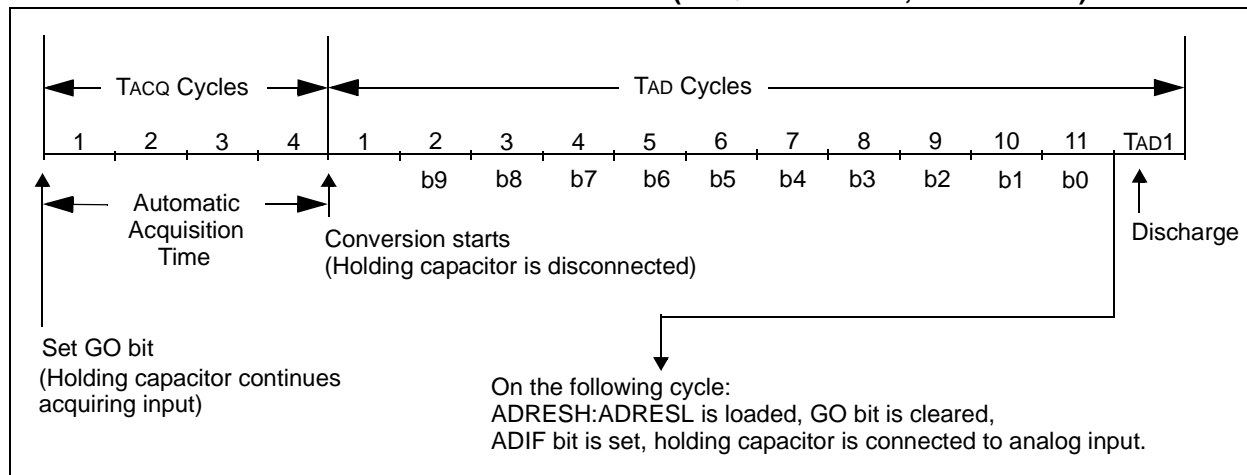 TACQ Cycles
TAD Cycles
1 2 3 4 1 2 3 4 5 6 7 8 9 10 11 TAD1
b9 b8 b7 b6 b5 b4 b3 b2 b1 b0
Automatic
Acquisition
Time
Conversion starts
(Holding capacitor is disconnected)
Discharge
Set GO bit
(Holding capacitor continues
acquiring input)
On the following cycle:
ADRESH:ADRESL is loaded, GO bit is cleared,
ADIF bit is set, holding capacitor is connected to analog input.